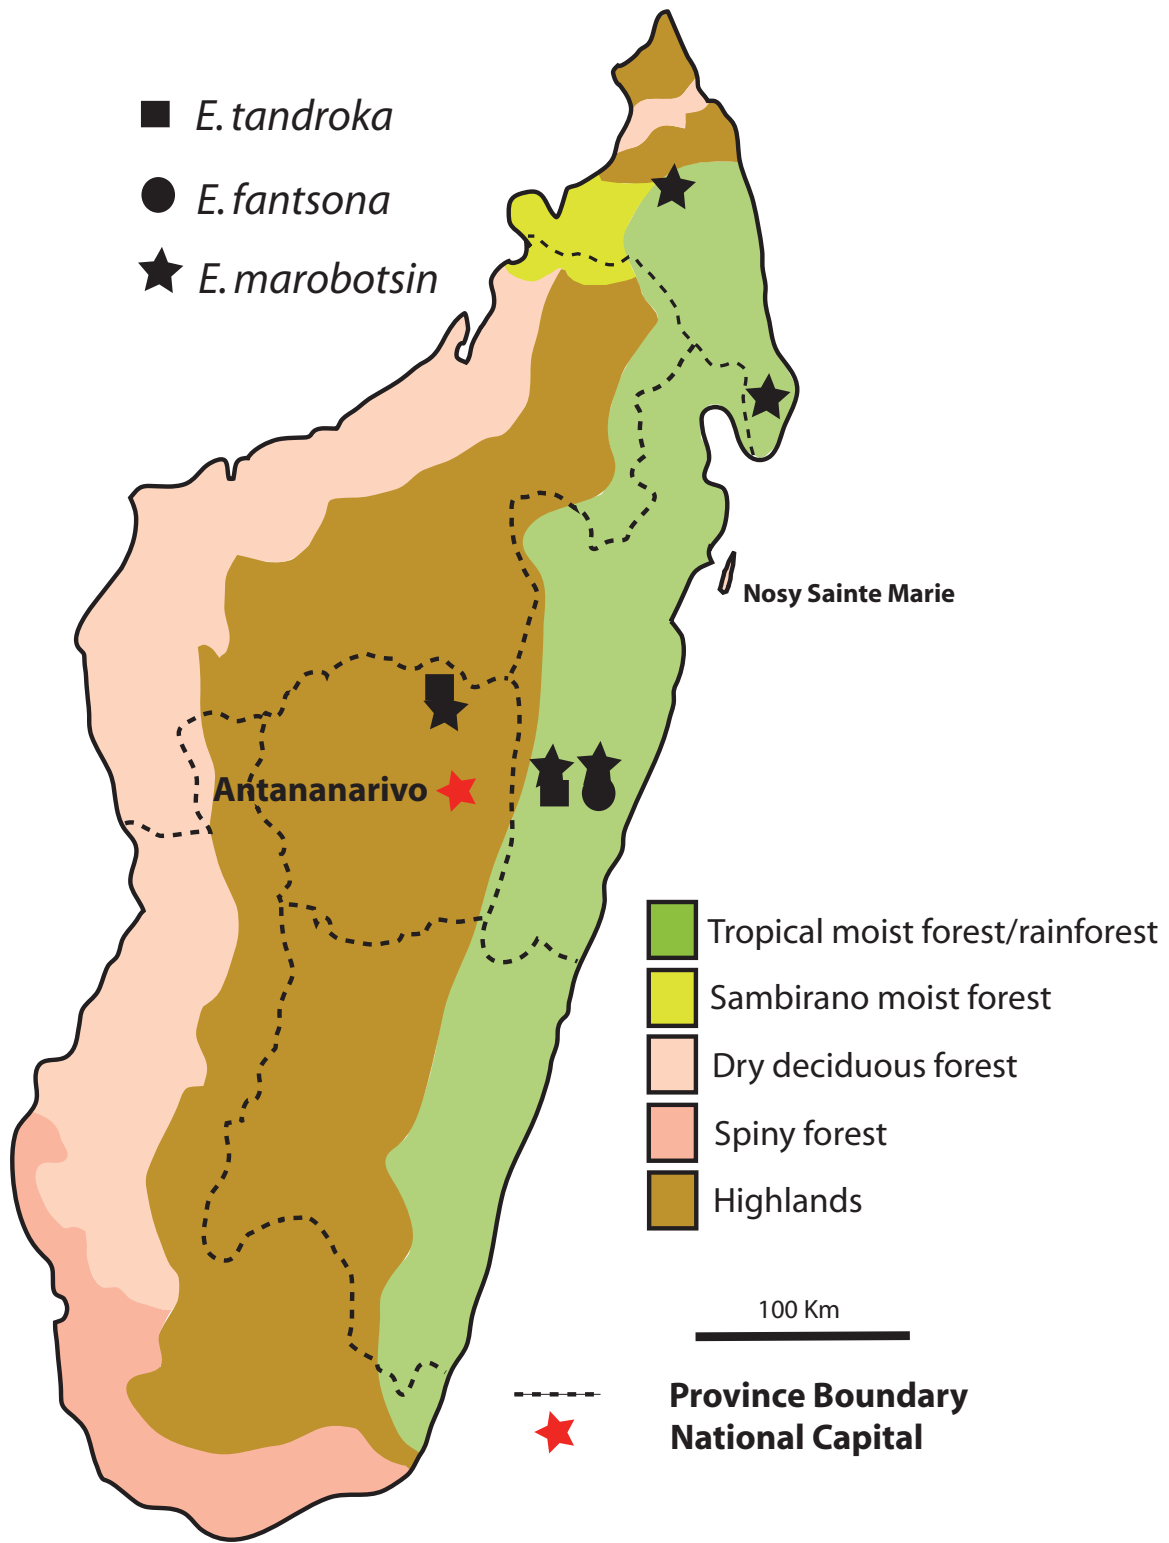 E. tandroka
E. fantsona
E. marobotsin
Nosy Sainte Marie
Antananarivo
Tropical moist forest/rainforest
Sambirano moist forest
Dry deciduous forest
Spiny forest
Highlands
100 Km
Province Boundary
National Capital